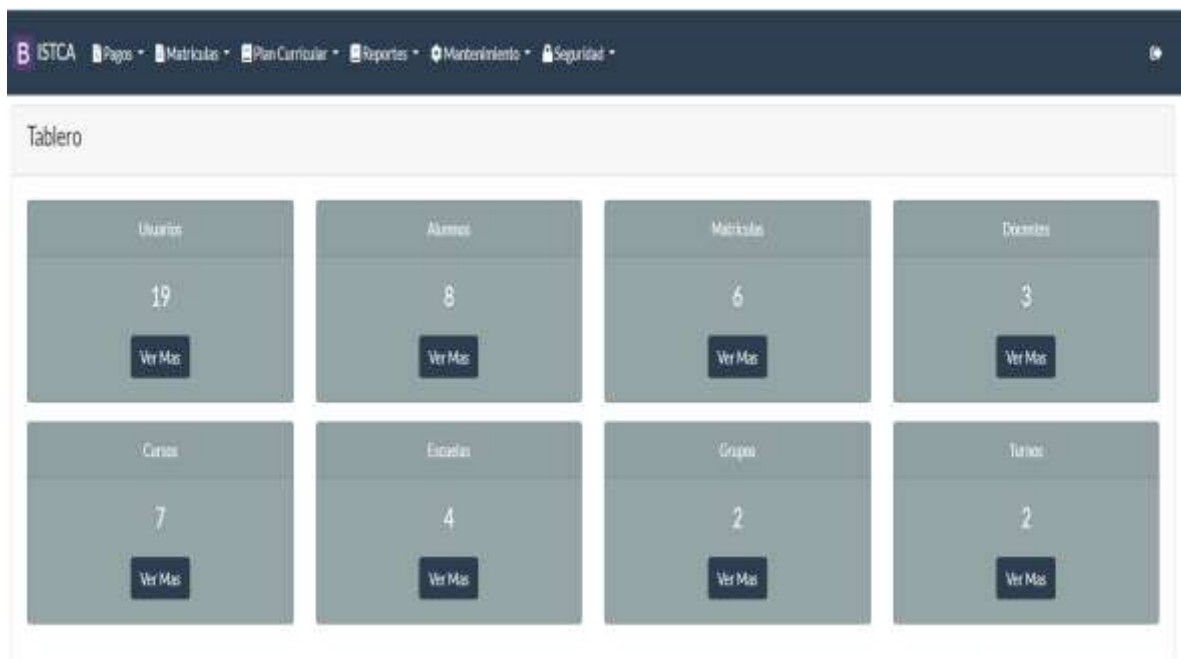 B ISTCA Pagos Matriculas Plan Curricular Reportes Mantenimiento Seguridad
Tablero
Usuarios Alumnos Matriculas Docentes
19 8 6 3
Ver Mas Ver Mas Ver Mas Ver Mas
Cursos Escuelas Grupos Turnos
7 4 2 2
Ver Mas Ver Mas Ver Mas Ver Mas